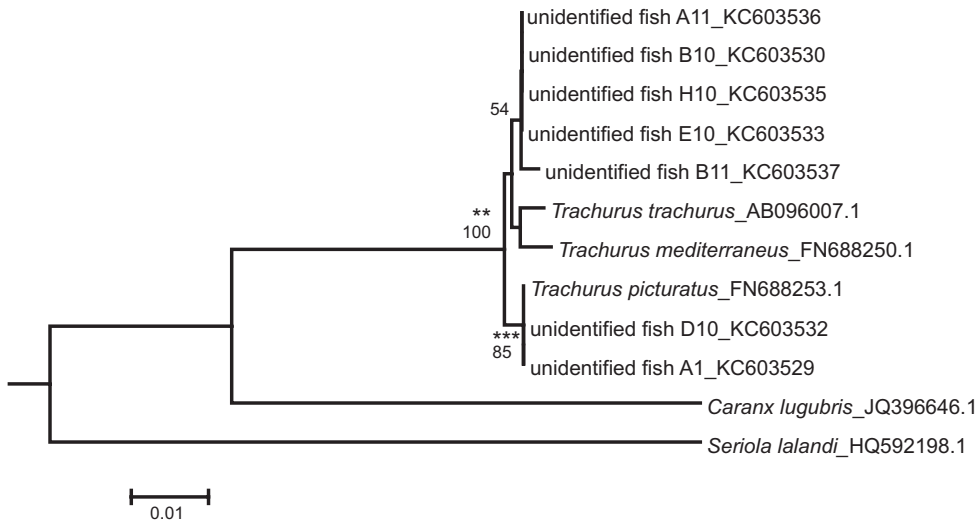 unidentified fish A11_KC603536
unidentified fish B10_KC603530
unidentified fish H10_KC603535
54
unidentified fish E10_KC603533
unidentified fish B11_KC603537
Trachurus trachurus_AB096007.1
**
100
Trachurus mediterraneus_FN688250.1
Trachurus picturatus_FN688253.1
unidentified fish D10_KC603532
***
85
unidentified fish A1_KC603529
Caranx lugubris_JQ396646.1
Seriola lalandi_HQ592198.1
0.01